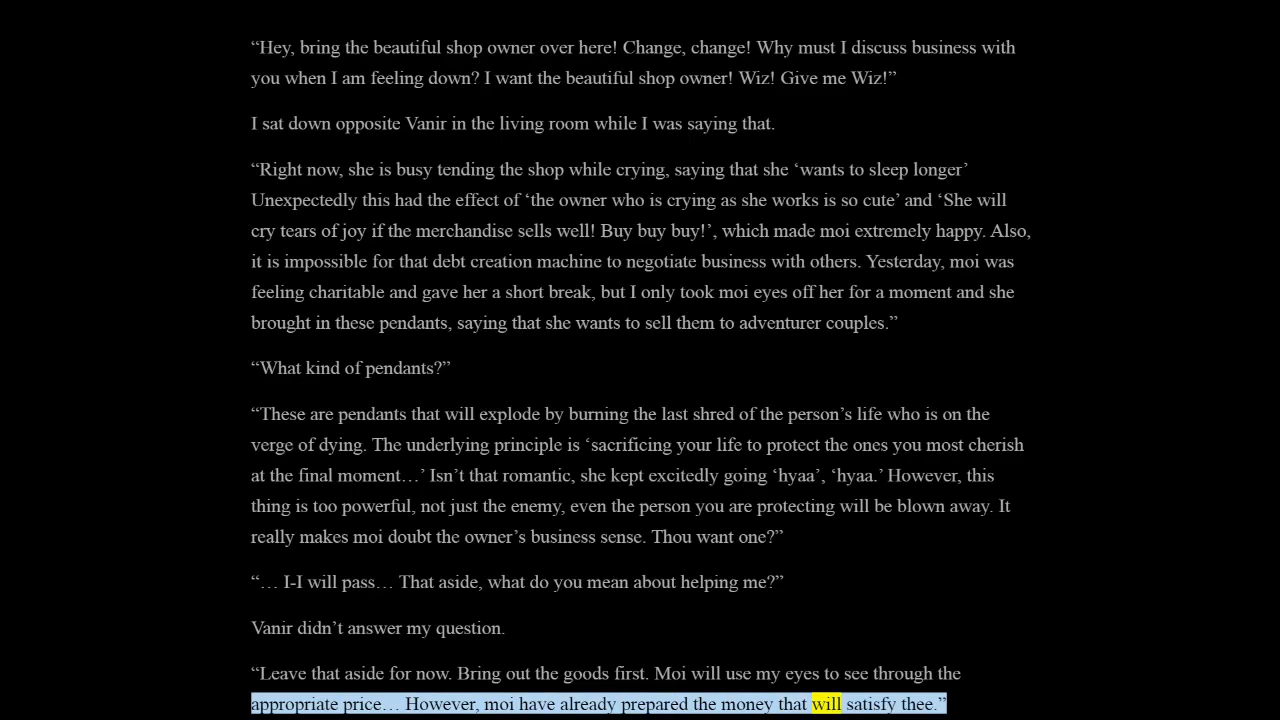 “Hey, bring the beautiful shop owner over here! Change, change! Why must I discuss business with
you when I am feeling down? I want the beautiful shop owner! Wiz! Give me Wiz!”
I sat down opposite Vanir in the living room while I was saying that.
“Right now, she is busy tending the shop while crying, saying that she ‘wants to sleep longer’
Unexpectedly this had the effect of ‘the owner who is crying as she works is so cute’ and ‘She will
cry tears of joy if the merchandise sells well! Buy buy buy!’, which made moi extremely happy. Also,
it is impossible for that debt creation machine to negotiate business with others. Yesterday, moi was
feeling charitable and gave her a short break, but I only took moi eyes off her for a moment and she
brought in these pendants, saying that she wants to sell them to adventurer couples.”
“What kind of pendants?”
“These are pendants that will explode by burning the last shred of the person’s life who is on the
verge of dying. The underlying principle is ‘sacrificing your life to protect the ones you most cherish
at the final moment…’ Isn’t that romantic, she kept excitedly going ‘hyaa’, ‘hyaa.’ However, this
thing is too powerful, not just the enemy, even the person you are protecting will be blown away. It
really makes moi doubt the owner’s business sense. Thou want one?”
“… I-I will pass… That aside, what do you mean about helping me?”
Vanir didn’t answer my question.
“Leave that aside for now. Bring out the goods first. Moi will use my eyes to see through the
appropriate price… However, moi have already prepared the money that will satisfy thee.”